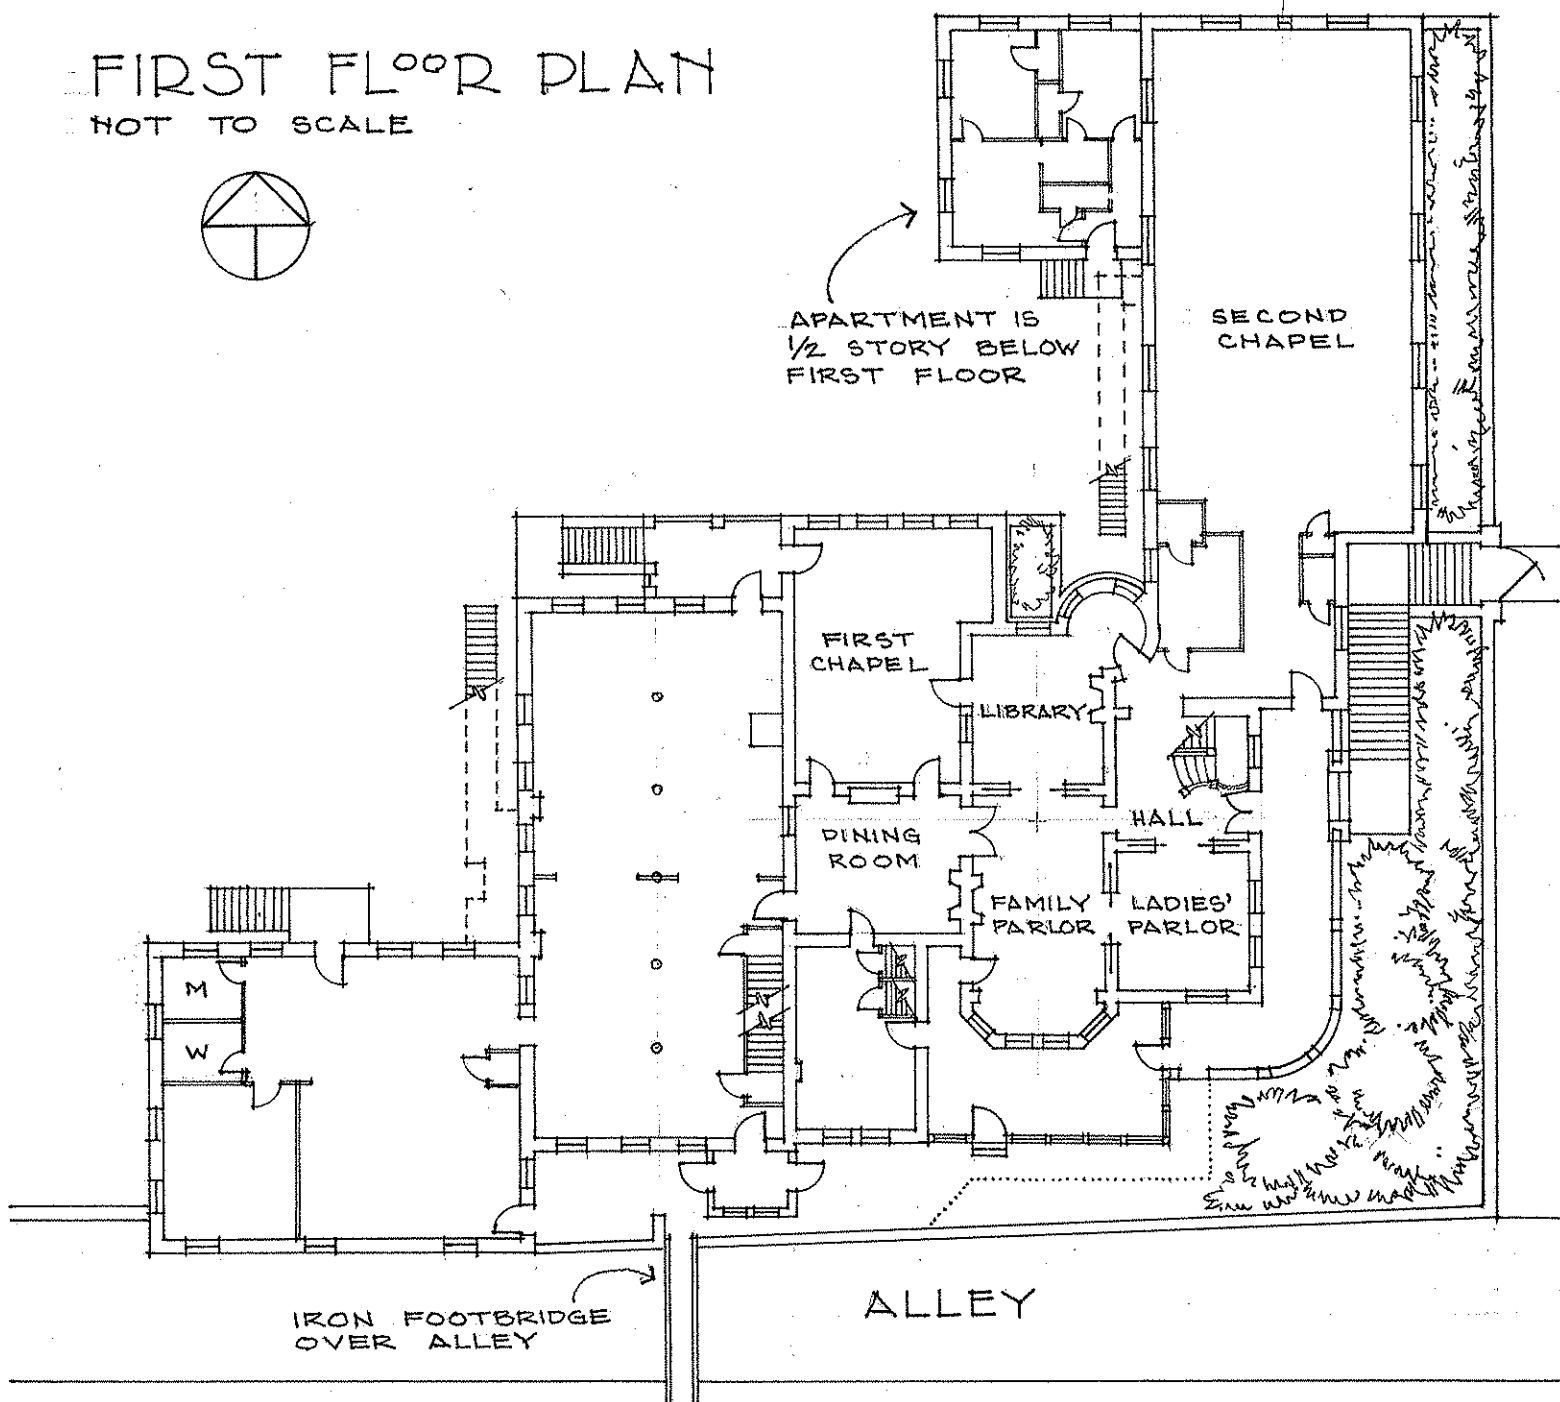 FIRST FLOOR PLAN
NOT TO SCALE
APARTMENT IS
1/2 STORY BELOW
FIRST FLOOR
SECOND
CHAPEL
FIRST
CHAPEL
LIBRARY
DINING
ROOM
HALL
FAMILY
PARLOR
LADIES'
PARLOR
M
W
IRON FOOTBRIDGE
OVER ALLEY
ALLEY